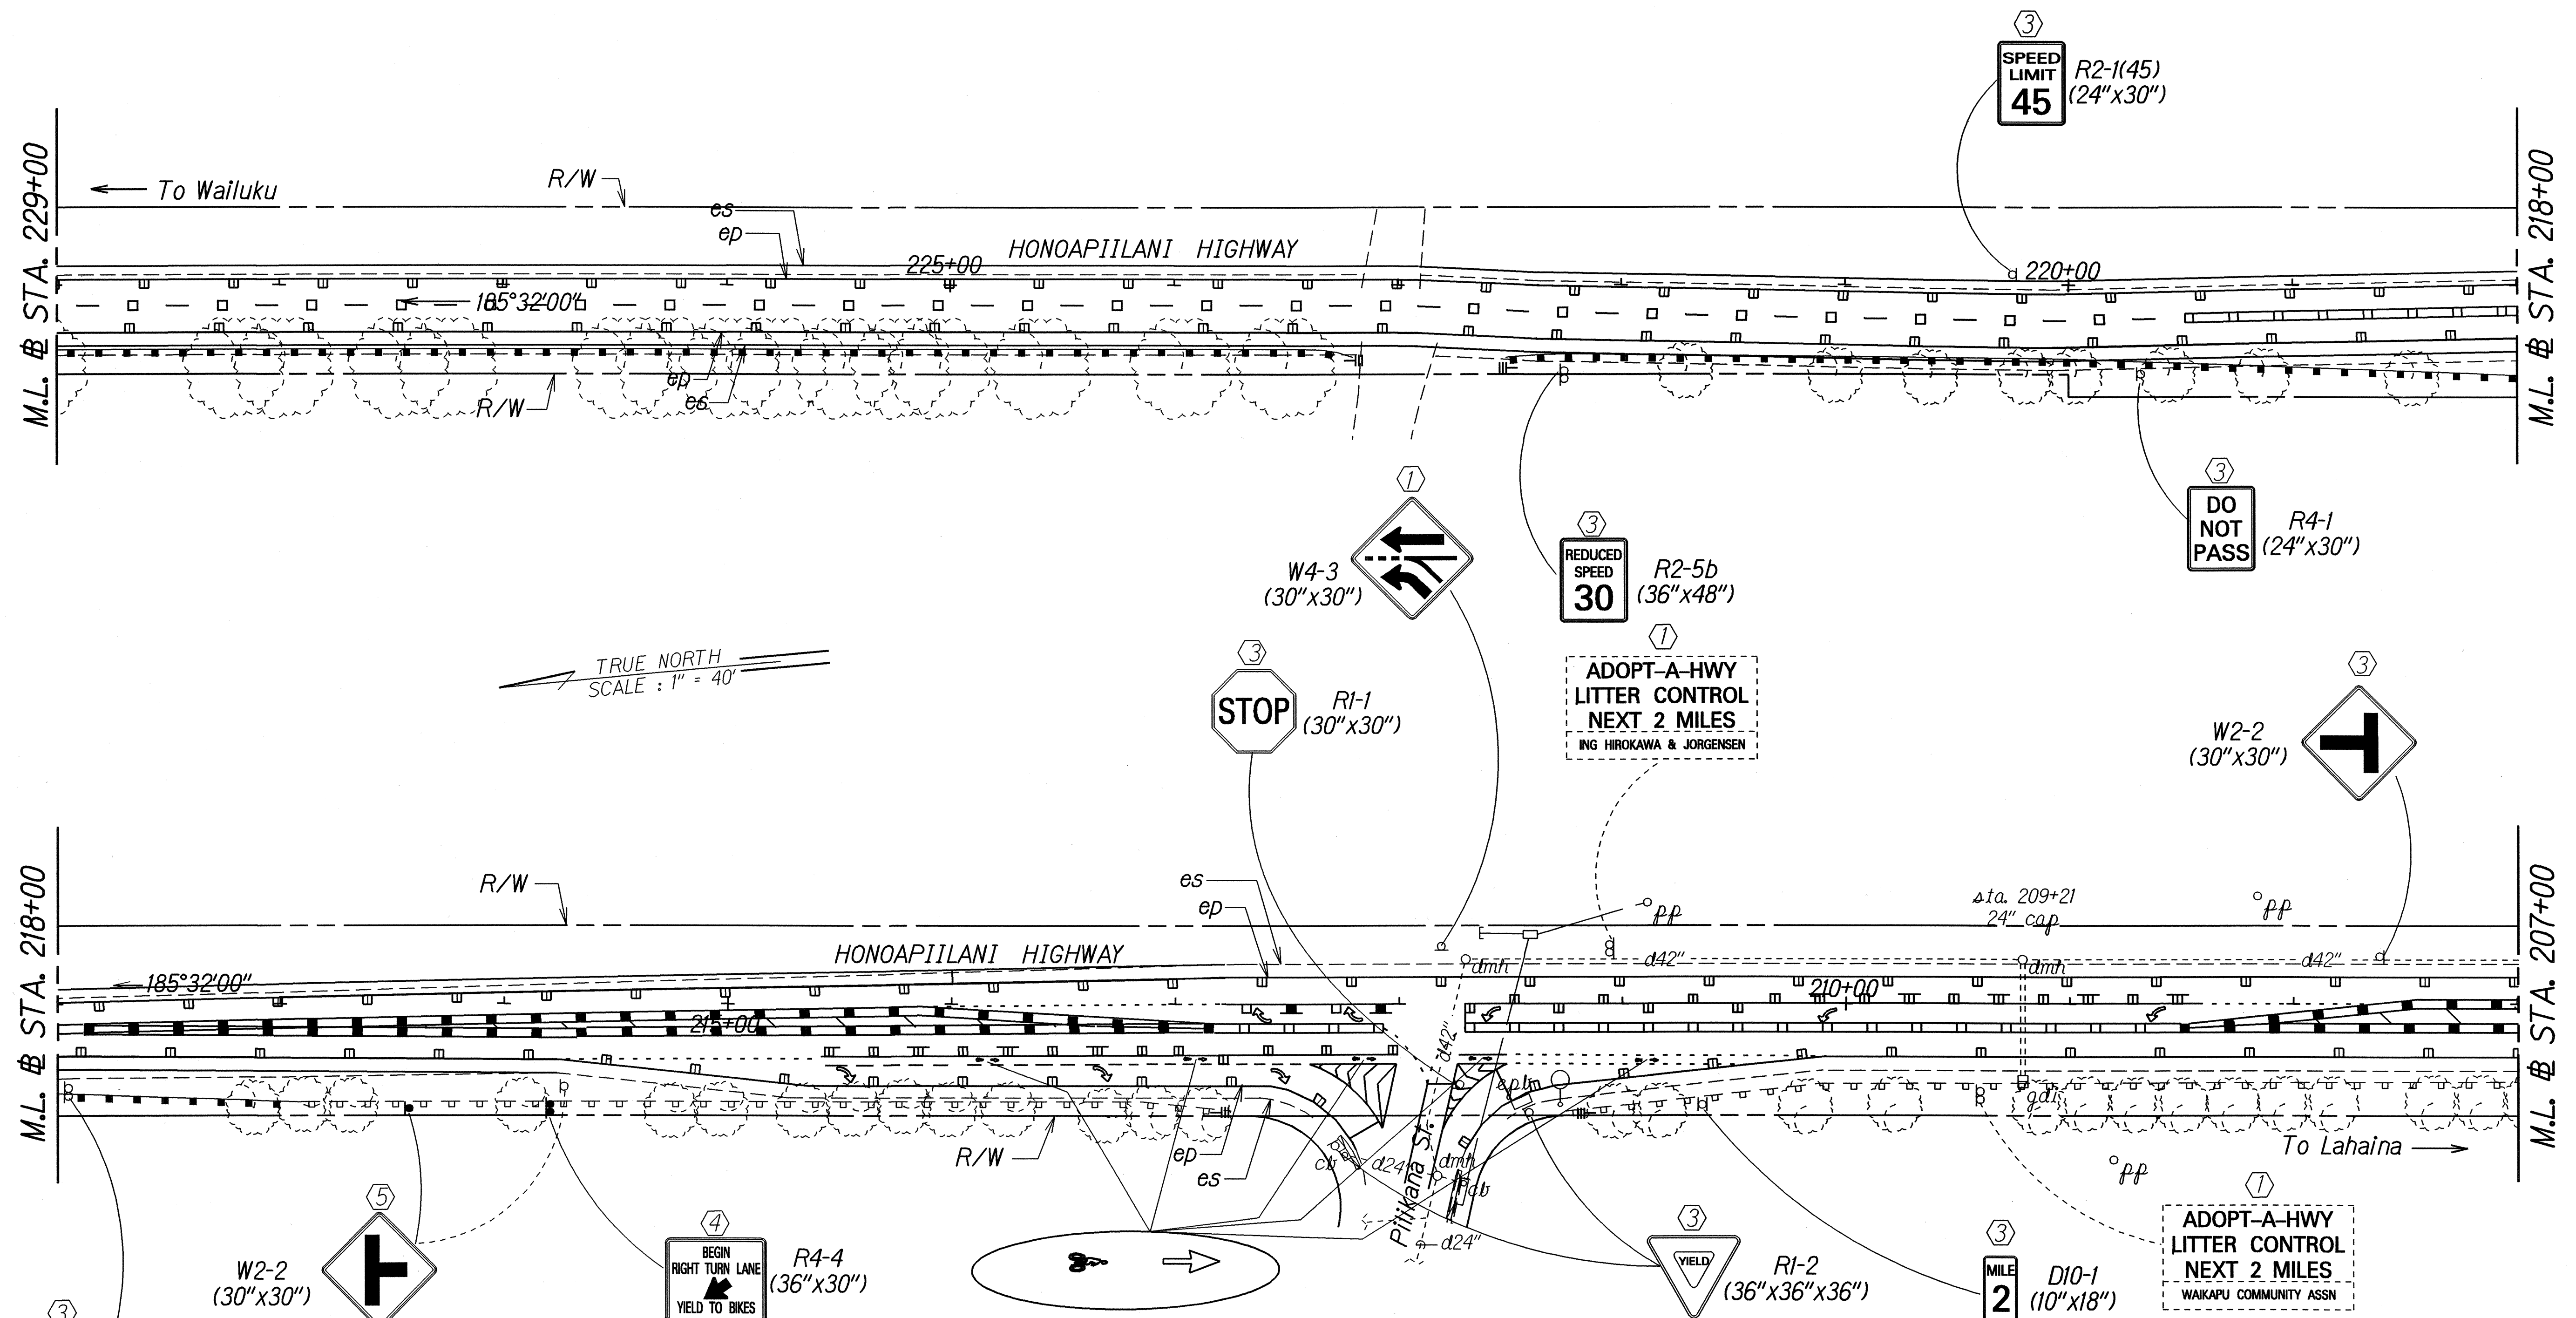 3
SPEED
LIMIT
45
R2-1(45)
(24"x30")
M.L. STA. 229+00
To Wailuku
R/W
es
ep
HONOAPIILANI HIGHWAY
225+00
220+00
185°32'00"
ep
es
R/W
M.L. STA. 218+00
1
W4-3
(30"x30")
3
REDUCED
SPEED
30
R2-5b
(36"x48")
3
DO
NOT
PASS
R4-1
(24"x30")
TRUE NORTH
SCALE : 1" = 40'
3
STOP
R1-1
(30"x30")
1
ADOPT-A-HWY
LITTER CONTROL
NEXT 2 MILES
ING HIROKAWA & JORGENSEN
3
W2-2
(30"x30")
M.L. STA. 218+00
R/W
es
ep
HONOAPIILANI HIGHWAY
185°32'00"
215+00
pp
sta. 209+21
24" cap
pp
dmh
d42"
dmh
d42"
210+00
d42"
epb
gdi
R/W
ep
es
cb
d24"
dmh
cb
Pilikana St.
d24"
pp
To Lahaina
M.L. STA. 207+00
5
W2-2
(30"x30")
4
BEGIN
RIGHT TURN LANE
YIELD TO BIKES
R4-4
(36"x30")
3
YIELD
R1-2
(36"x36"x36")
3
MILE
2
D10-1
(10"x18")
1
ADOPT-A-HWY
LITTER CONTROL
NEXT 2 MILES
WAIKAPU COMMUNITY ASSN
3